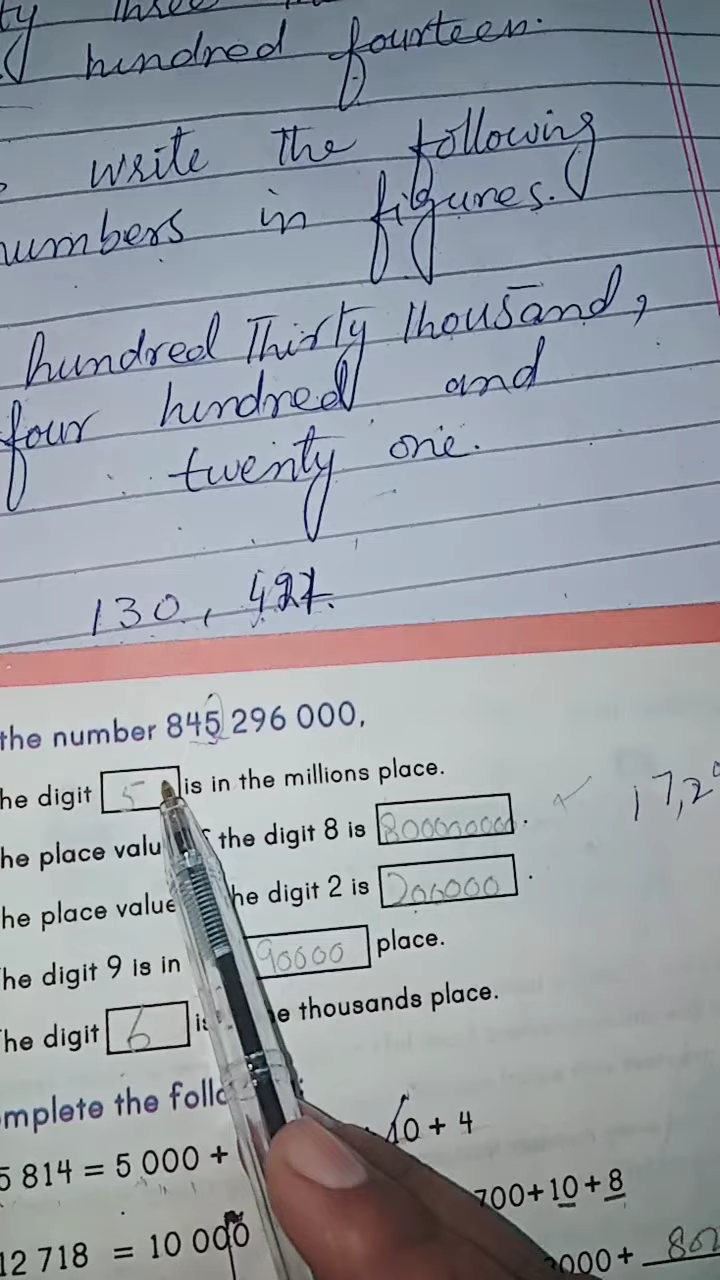 hundred fourteen.
write the following
numbers in figures.
hundred Thirty thousand,
four hundred and
twenty one.
130, 421.
the number 845 296 000,
he digit 5 is in the millions place.
he place valu the digit 8 is 800000000.
17,2
he place value he digit 2 is 200000.
he digit 9 is in 90000 place.
he digit 6 is e thousands place.
mplete the follo
5 814 = 5 000 + 10 + 4
700+10+8
12 718 = 10 000
000+ 800